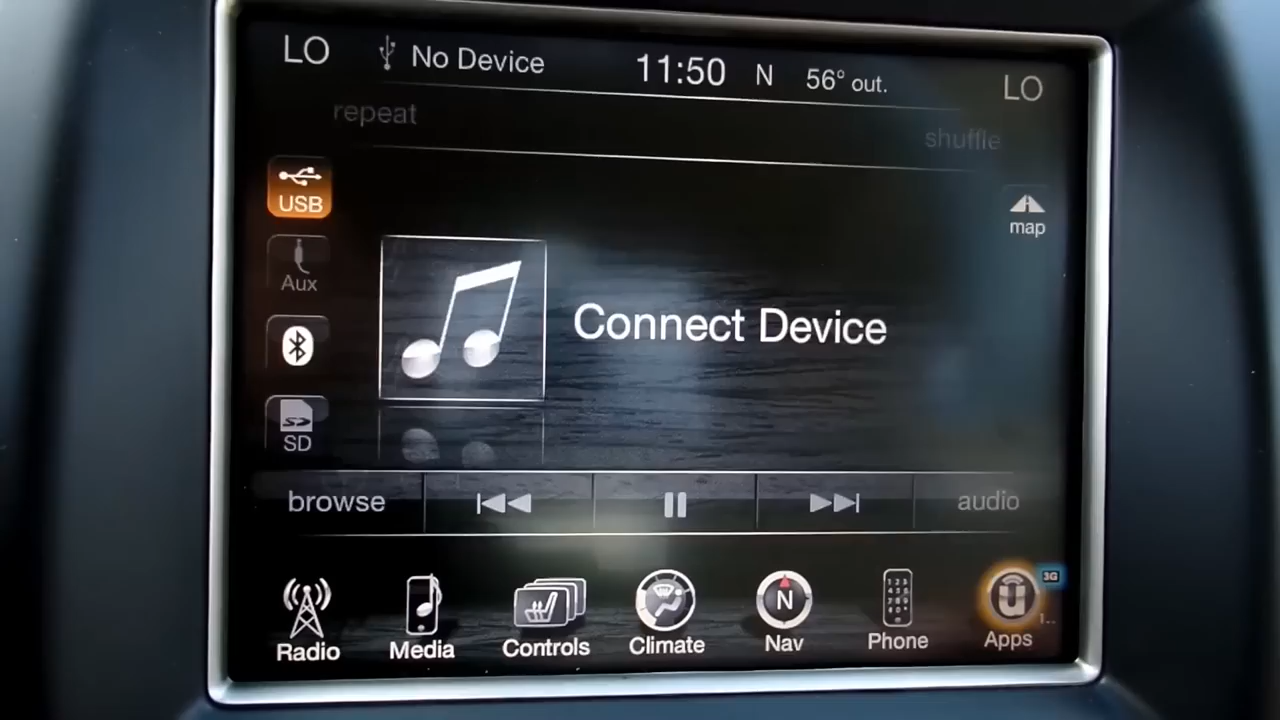 LO No Device 11:50 N 56° out. LO
repeat shuffle
USB
map
Aux
Connect Device
SD
browse audio
N
3G
Radio Media Controls Climate Nav Phone Apps